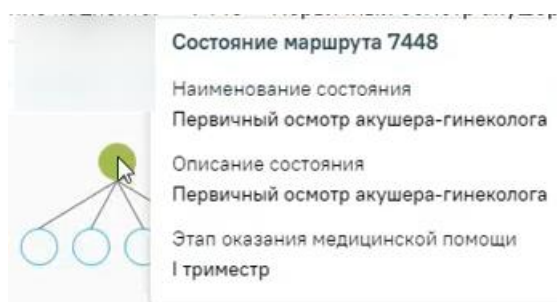 Состояние маршрута 7448
Наименование состояния
Первичный осмотр акушера-гинеколога
Описание состояния
Первичный осмотр акушера-гинеколога
Этап оказания медицинской помощи
I триместр